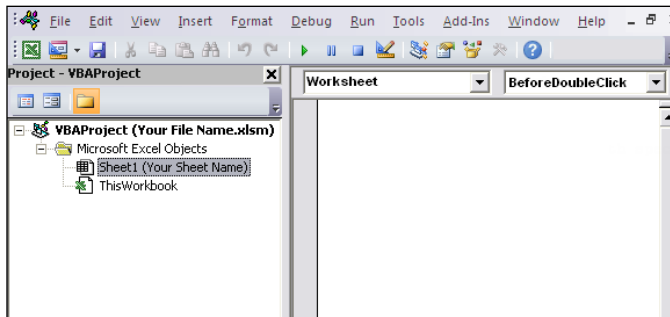 File Edit View Insert Format Debug Run Tools Add-Ins Window Help
Project - VBAProject
Worksheet BeforeDoubleClick
VBAProject (Your File Name.xlsm)
Microsoft Excel Objects
Sheet1 (Your Sheet Name)
ThisWorkbook